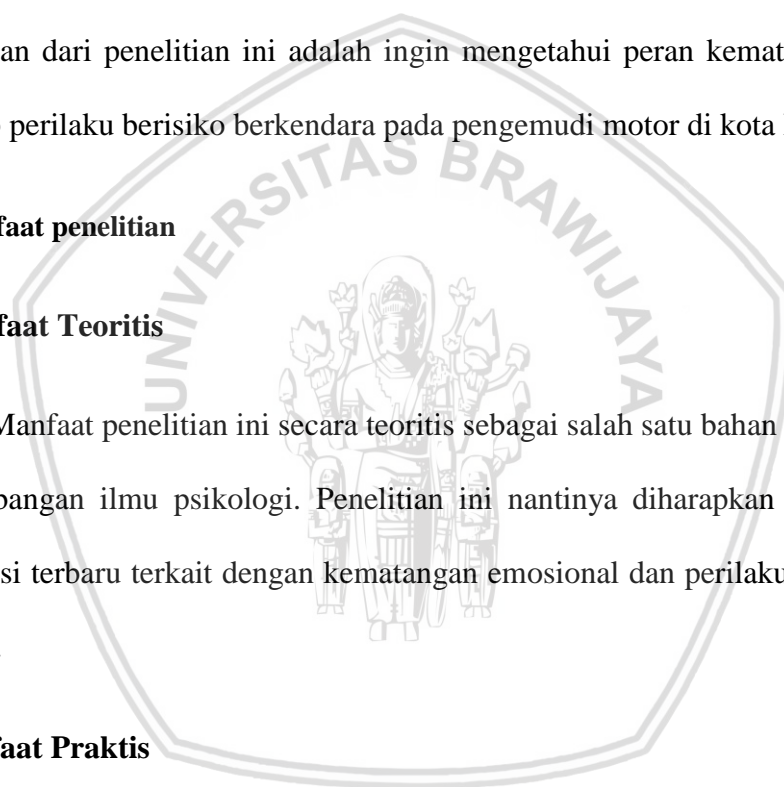 an dari penelitian ini adalah ingin mengetahui peran kemat
perilaku berisiko berkendara pada pengemudi motor di kota
faat penelitian
faat Teoritis
Manfaat penelitian ini secara teoritis sebagai salah satu bahan
bangan ilmu psikologi. Penelitian ini nantinya diharapkan
si terbaru terkait dengan kematangan emosional dan perilaku
faat Praktis
UNIVERSITAS BRAWIJAYA